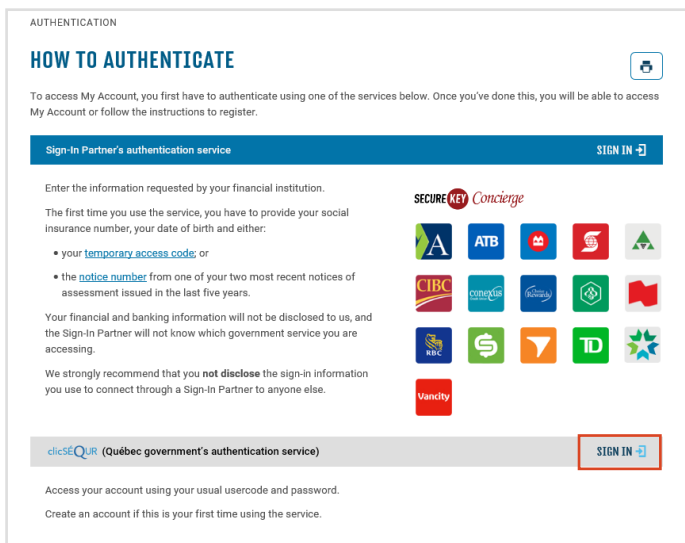 AUTHENTICATION
HOW TO AUTHENTICATE
To access My Account, you first have to authenticate using one of the services below. Once you've done this, you will be able to access
My Account or follow the instructions to register.
Sign-In Partner's authentication service SIGN IN
Enter the information requested by your financial institution.
The first time you use the service, you have to provide your social
insurance number, your date of birth and either:
• your temporary access code; or
• the notice number from one of your two most recent notices of
assessment issued in the last five years.
Your financial and banking information will not be disclosed to us, and
the Sign-In Partner will not know which government service you are
accessing.
We strongly recommend that you not disclose the sign-in information
you use to connect through a Sign-In Partner to anyone else.
SECUREKEY Concierge
A ATB
CIBC conexus Rewards
RBC TD
Vancity
clicSÉQUR (Québec government's authentication service) SIGN IN
Access your account using your usual usercode and password.
Create an account if this is your first time using the service.